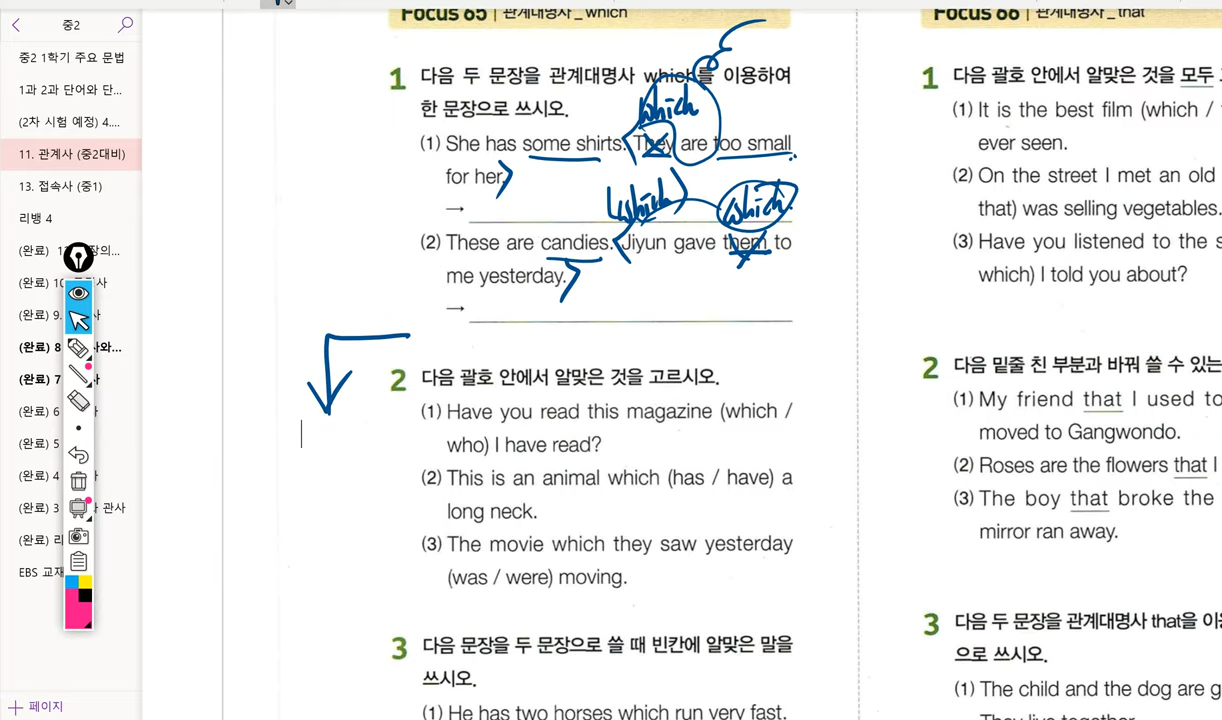 중2
중2 1학기 주요 문법
1과 2과 단어와 단...
(2차 시험 예정) 4....
11. 관계사 (중2대비)
13. 접속사 (중1)
리뱅 4
(완료)
(완료) 10
(완료) 9.
(완료) 8
(완료) 7
(완료) 6
(완료) 5
(완료) 4
(완료) 3 관사
(완료)
EBS 교재
페이지
Focus 65 | 관계대명사_which
1 다음 두 문장을 관계대명사 which를 이용하여
한 문장으로 쓰시오.
which
(1) She has some shirts. They are too small
for her.
→
which which
(2) These are candies. Jiyun gave them to
me yesterday.
→
2 다음 괄호 안에서 알맞은 것을 고르시오.
(1) Have you read this magazine (which /
who) I have read?
(2) This is an animal which (has / have) a
long neck.
(3) The movie which they saw yesterday
(was / were) moving.
3 다음 문장을 두 문장으로 쓸 때 빈칸에 알맞은 말을
쓰시오.
(1) He has two horses which run very fast.
Focus 66 | 관계대명사_that
1 다음 괄호 안에서 알맞은 것을 모두
(1) It is the best film (which /
ever seen.
(2) On the street I met an old
that) was selling vegetables.
(3) Have you listened to the s
which) I told you about?
2 다음 밑줄 친 부분과 바꿔 쓸 수 있는
(1) My friend that I used to
moved to Gangwondo.
(2) Roses are the flowers that I
(3) The boy that broke the
mirror ran away.
3 다음 두 문장을 관계대명사 that을 이용
으로 쓰시오.
(1) The child and the dog are g
They live together.